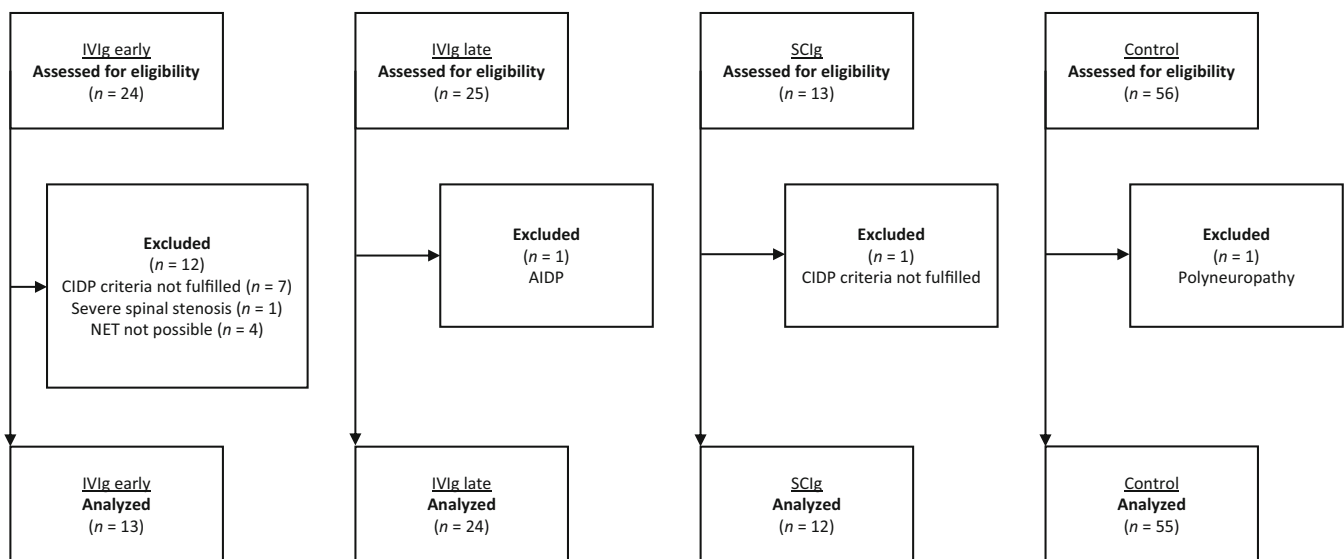 IVIg early
Assessed for eligibility
(n = 24)
IVIg late
Assessed for eligibility
(n = 25)
SCIg
Assessed for eligibility
(n = 13)
Control
Assessed for eligibility
(n = 56)
Excluded
(n = 12)
CIDP criteria not fulfilled (n = 7)
Severe spinal stenosis (n = 1)
NET not possible (n = 4)
Excluded
(n = 1)
AIDP
Excluded
(n = 1)
CIDP criteria not fulfilled
Excluded
(n = 1)
Polyneuropathy
IVIg early
Analyzed
(n = 13)
IVIg late
Analyzed
(n = 24)
SCIg
Analyzed
(n = 12)
Control
Analyzed
(n = 55)